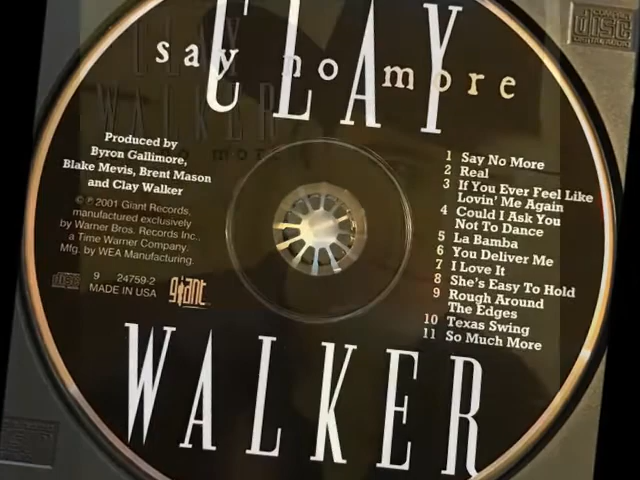 CLAY
say no more
Produced by
Byron Gallimore,
Blake Mevis, Brent Mason
and Clay Walker
© ℗ 2001 Giant Records,
manufactured exclusively
by Warner Bros. Records Inc.,
a Time Warner Company.
Mfg. by WEA Manufacturing.
9 24759-2
MADE IN USA
giant
1 Say No More
2 Real
3 If You Ever Feel Like
Lovin' Me Again
4 Could I Ask You
Not To Dance
5 La Bamba
6 You Deliver Me
7 I Love It
8 She's Easy To Hold
9 Rough Around
The Edges
10 Texas Swing
11 So Much More
WALKER
COMPACT
disc
DIGITAL AUDIO